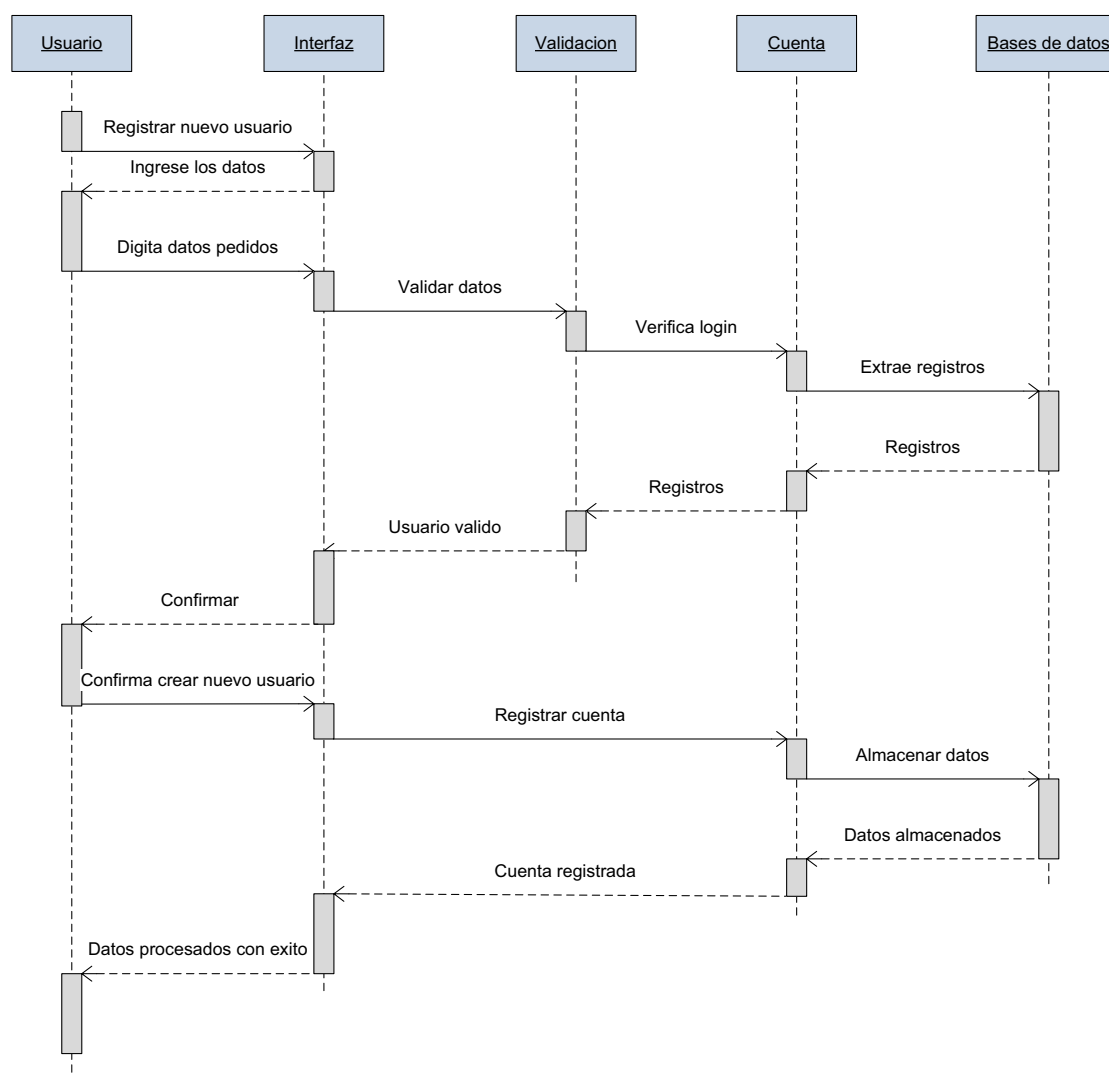 Usuario
Interfaz
Validacion
Cuenta
Bases de datos
Registrar nuevo usuario
Ingrese los datos
Digita datos pedidos
Validar datos
Verifica login
Extrae registros
Registros
Registros
Usuario valido
Confirmar
Confirma crear nuevo usuario
Registrar cuenta
Almacenar datos
Datos almacenados
Cuenta registrada
Datos procesados con exito